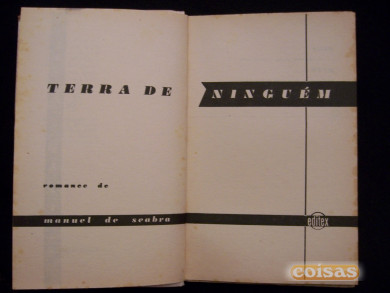 TERRA DE NINGUÉM
romance de
manuel de seabra
editex
coisas